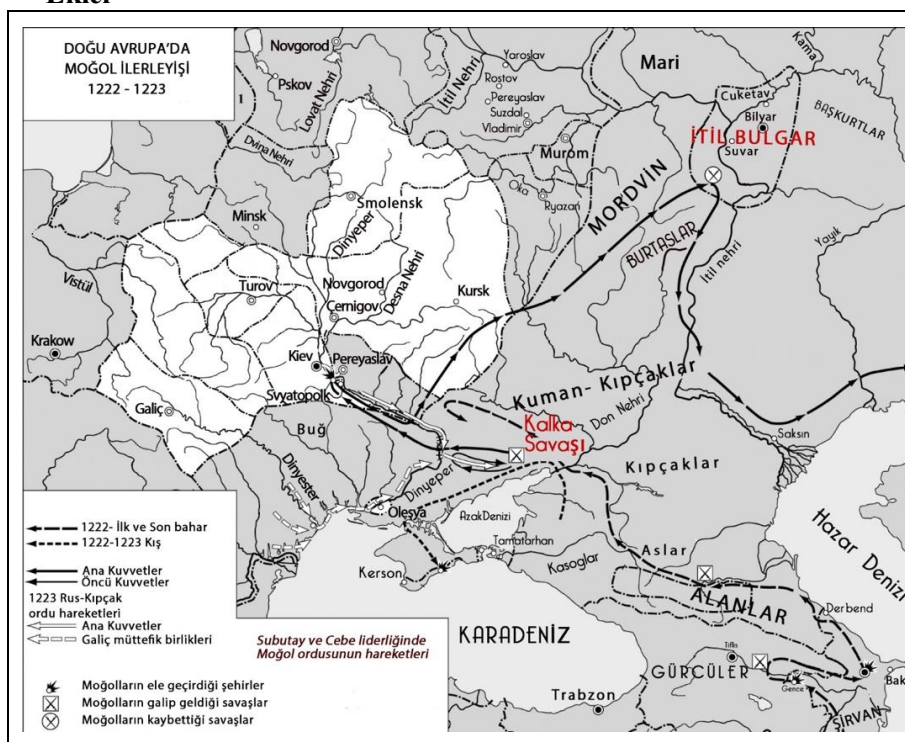 Ekler
DOĞU AVRUPA'DA
MOĞOL İLERLEYİŞİ
1222 - 1223
Novgorod
Pskov
Lovat Nehri
Dvina Nehri
İtil Nehri
Yaroslav
Rostov
Pereyaslav
Suzdal
Vladimir
Murom
Oka
Ryazan
Mari
Kama
Cuketav
Bilyar
BAŞKURTLAR
İTİL BULGAR
Suvar
MORDVİN
BURTASLAR
İtil nehri
Yayık
Smolensk
Dinyeper
Minsk
Vistül
Turov
Novgorod
Desna Nehri
Çernigov
Kursk
Krakow
Kiev
Pereyaslav
Svyatopolk
Galiç
Buğ
Kuman- Kıpçaklar
Don Nehri
Kalka
Savaşı
Saksın
Kıpçaklar
Dinyester
Dinyeper
Oleşya
AzakDenizi
Tamatarhan
Kerson
Kasoglar
Aslar
Hazar Denizi
ALANLAR
Derbend
KARADENİZ
Tiflis
GÜRCÜLER
Gence
Bak
ŞİRVAN
Trabzon
1222- İlk ve Son bahar
1222-1223 Kış
Ana Kuvvetler
Öncü Kuvvetler
1223 Rus-Kıpçak
ordu hareketleri
Ana Kuvvetler
Galiç müttefik birlikleri
Subutay ve Cebe liderliğinde
Moğol ordusunun hareketleri
Moğolların ele geçirdiği şehirler
Moğolların galip geldiği savaşlar
Moğolların kaybettiği savaşlar